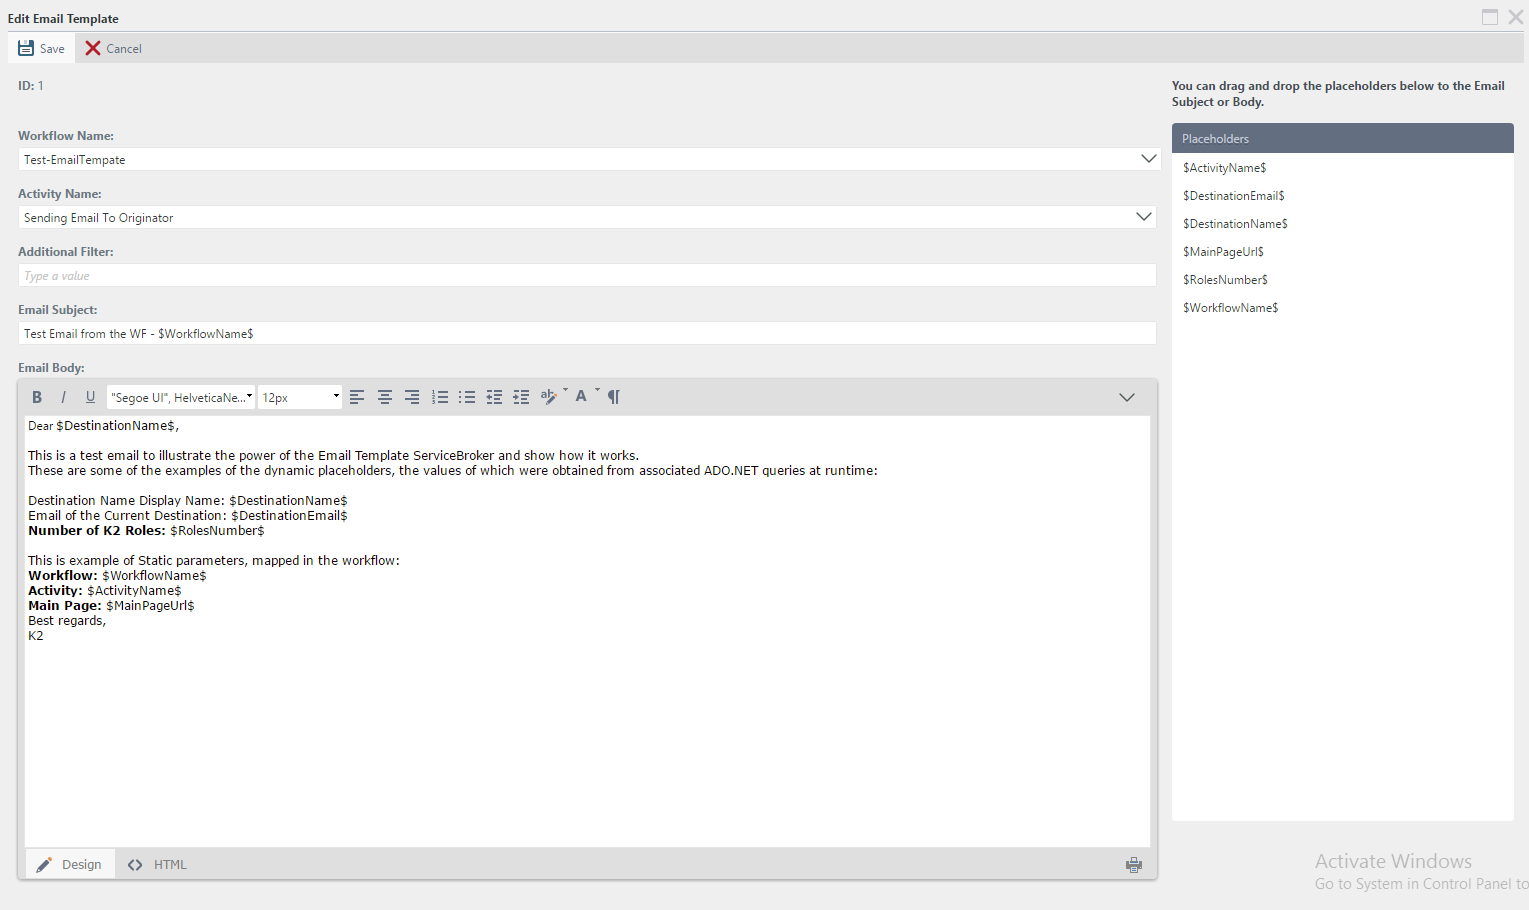 Edit Email Template
Save
Cancel
ID: 1
Workflow Name:
Test-EmailTempate
Activity Name:
Sending Email To Originator
Additional Filter:
Type a value
Email Subject:
Test Email from the WF - $WorkflowName$
Email Body:
B I U "Segoe UI", HelveticaNe... 12px ab A ¶
Dear $DestinationName$,
This is a test email to illustrate the power of the Email Template ServiceBroker and show how it works.
These are some of the examples of the dynamic placeholders, the values of which were obtained from associated ADO.NET queries at runtime:
Destination Name Display Name: $DestinationName$
Email of the Current Destination: $DestinationEmail$
Number of K2 Roles: $RolesNumber$
This is example of Static parameters, mapped in the workflow:
Workflow: $WorkflowName$
Activity: $ActivityName$
Main Page: $MainPageUrl$
Best regards,
K2
Design
HTML
You can drag and drop the placeholders below to the Email
Subject or Body.
Placeholders
$ActivityName$
$DestinationEmail$
$DestinationName$
$MainPageUrl$
$RolesNumber$
$WorkflowName$
Activate Windows
Go to System in Control Panel to